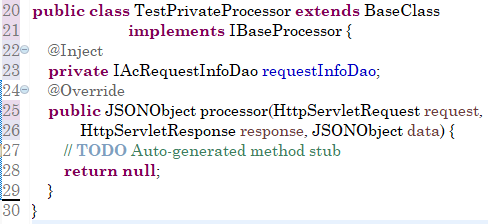 20 public class TestPrivateProcessor extends BaseClass
21 implements IBaseProcessor {
22 @Inject
23 private IAcRequestInfoDao requestInfoDao;
24 @Override
25 public JSONObject processor(HttpServletRequest request,
26 HttpServletResponse response, JSONObject data) {
27 // TODO Auto-generated method stub
28 return null;
29 }
30 }